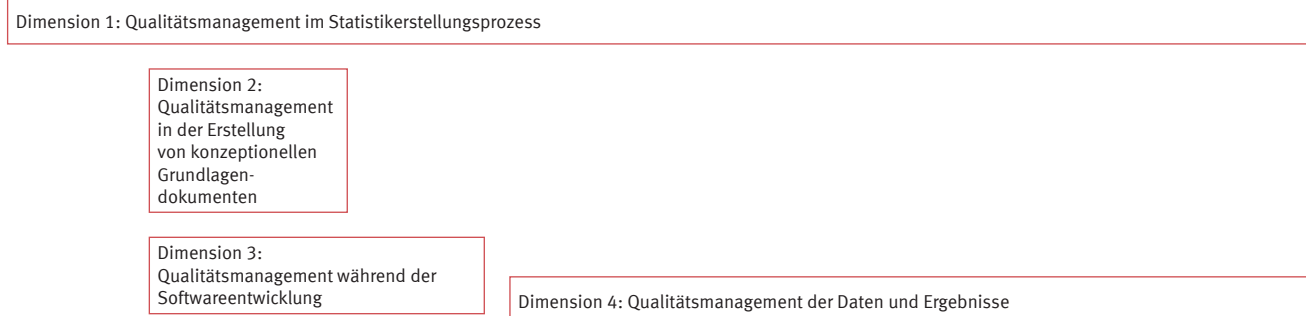 Dimension 1: Qualitätsmanagement im Statistikerstellungsprozess
Dimension 2:
Qualitätsmanagement
in der Erstellung
von konzeptionellen
Grundlagen-
dokumenten
Dimension 3:
Qualitätsmanagement während der
Softwareentwicklung
Dimension 4: Qualitätsmanagement der Daten und Ergebnisse